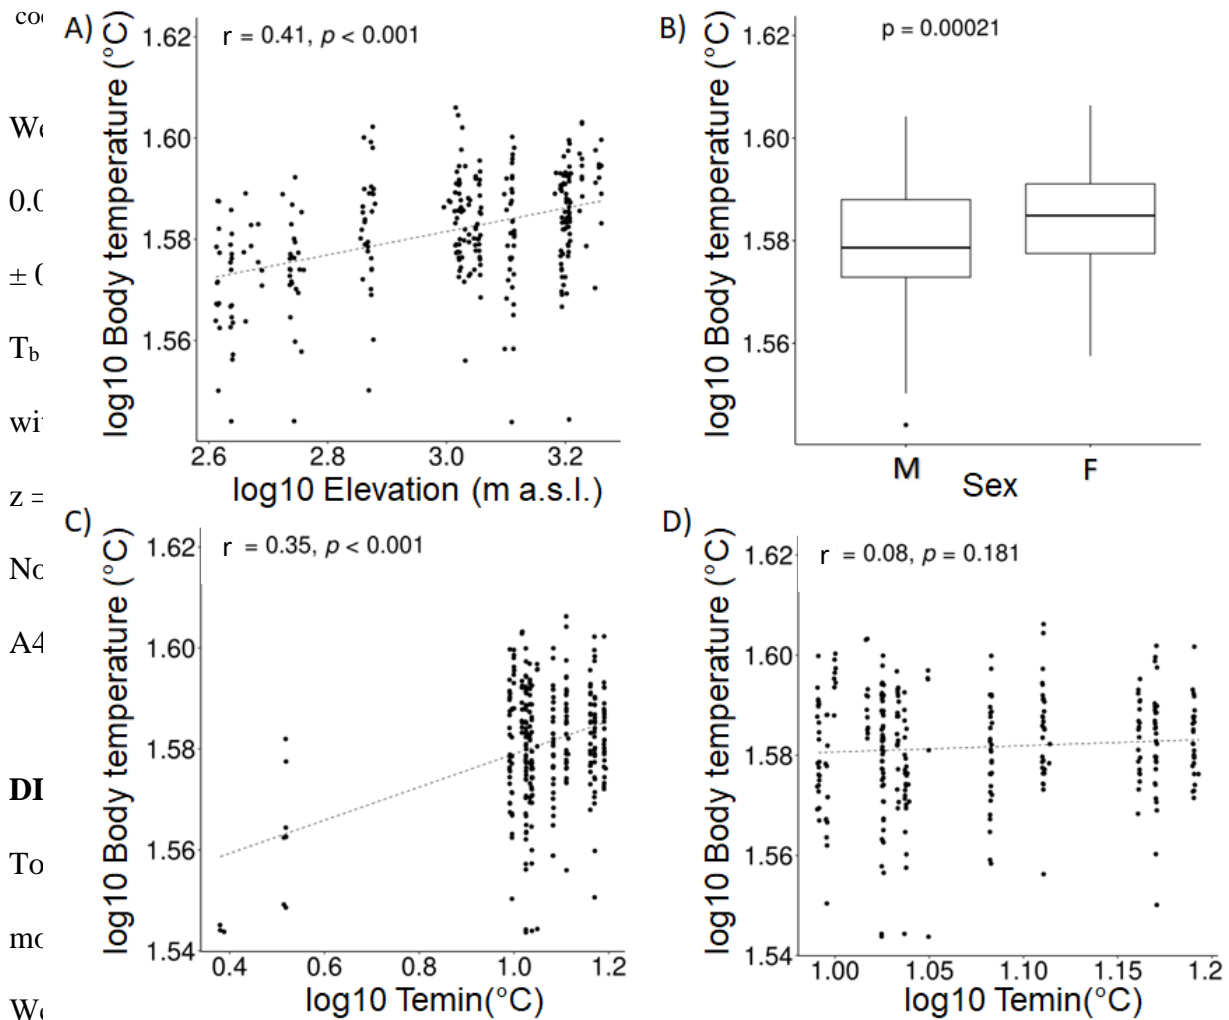 A)
r = 0.41, p < 0.001
log10 Body temperature (°C)
1.62
1.60
1.58
1.56
2.6 2.8 3.0 3.2
log10 Elevation (m a.s.l.)
B)
p = 0.00021
log10 Body temperature (°C)
1.62
1.60
1.58
1.56
M F
Sex
C)
r = 0.35, p < 0.001
log10 Body temperature (°C)
1.62
1.60
1.58
1.56
1.54
0.4 0.6 0.8 1.0 1.2
log10 Temin(°C)
D)
r = 0.08, p = 0.181
log10 Body temperature (°C)
1.62
1.60
1.58
1.56
1.54
1.00 1.05 1.10 1.15 1.2
log10 Temin(°C)
We
0.0
± 0
Tb
wit
z =
No
A4
DI
To
mo
We